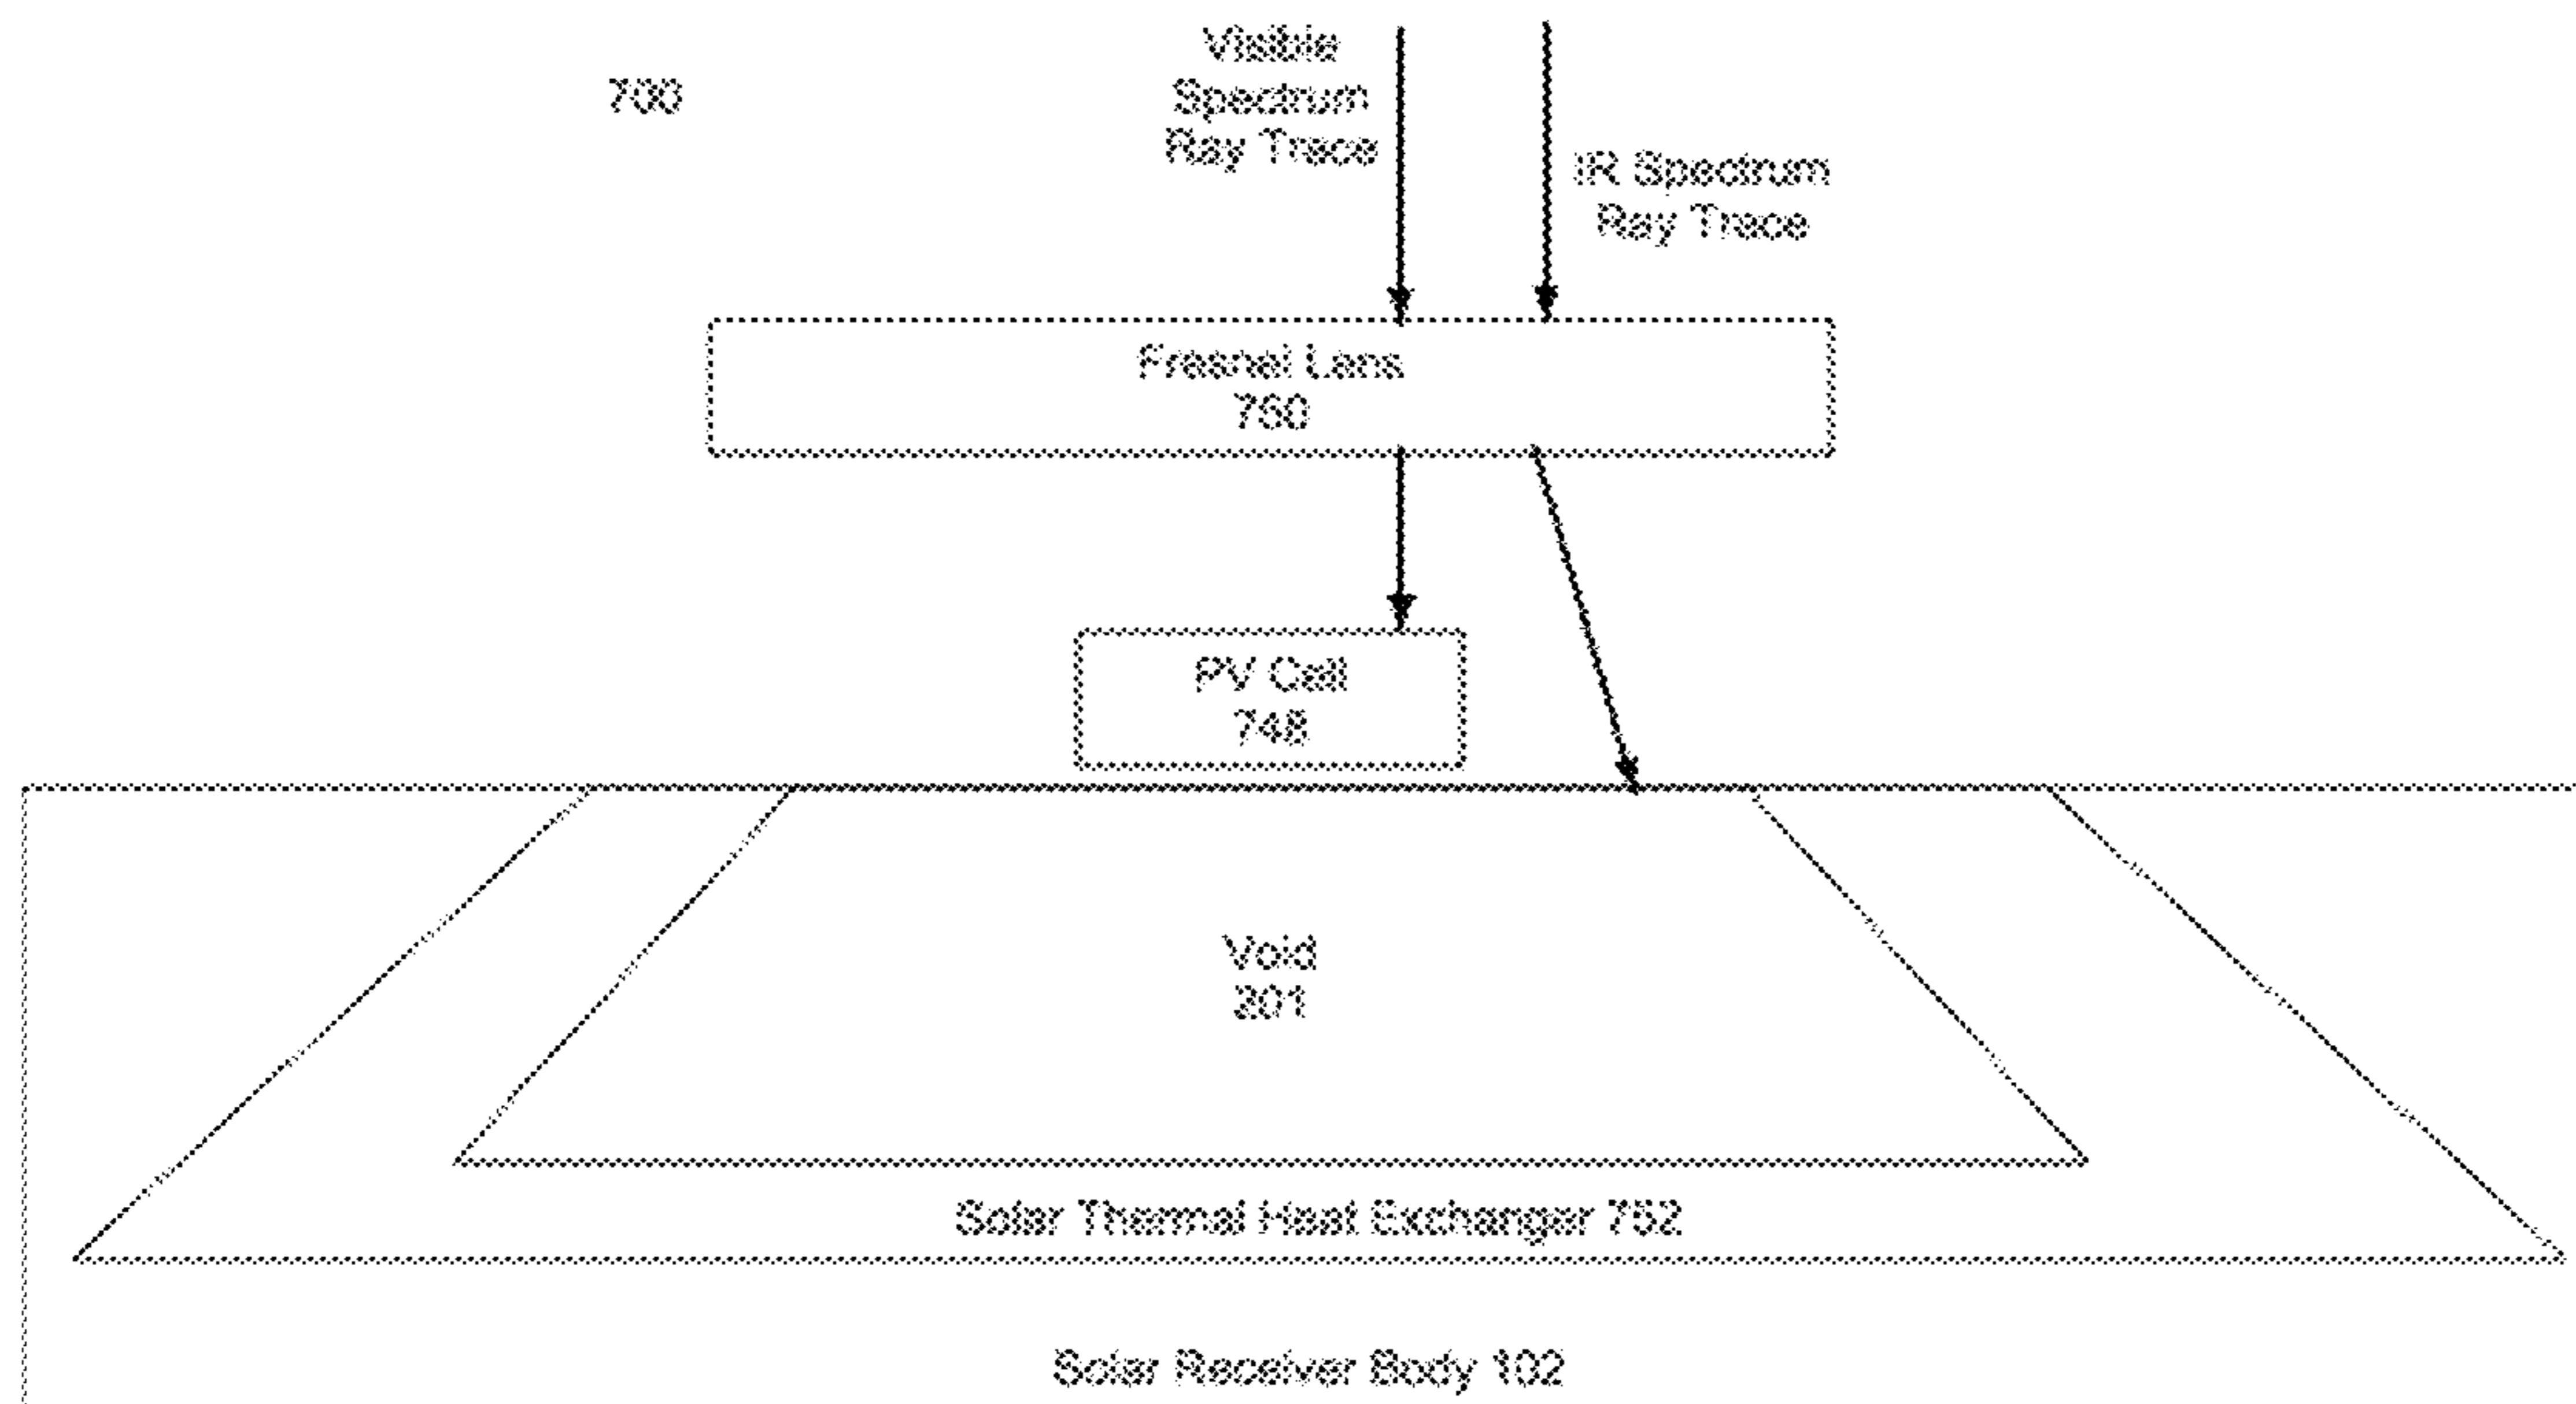 700
Visible
Spectrum
Ray Trace
IR Spectrum
Ray Trace
Fresnel Lens
760
PV Cell
748
Void
201
Solar Thermal Heat Exchanger 752
Solar Receiver Body 102